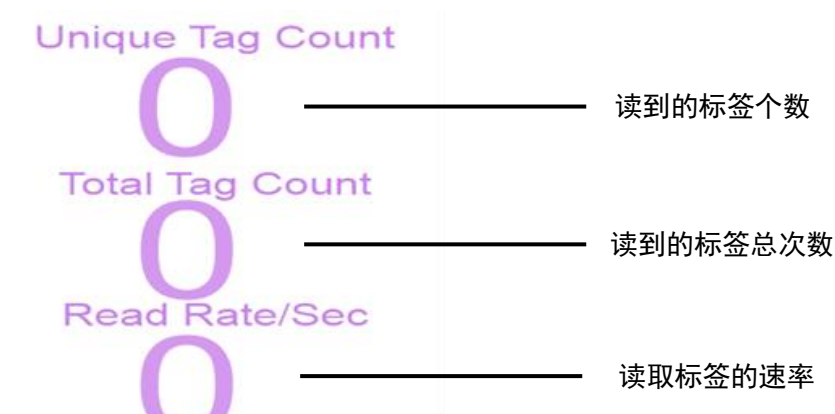 Unique Tag Count
0
读到的标签个数
Total Tag Count
0
读到的标签总次数
Read Rate/Sec
0
读取标签的速率